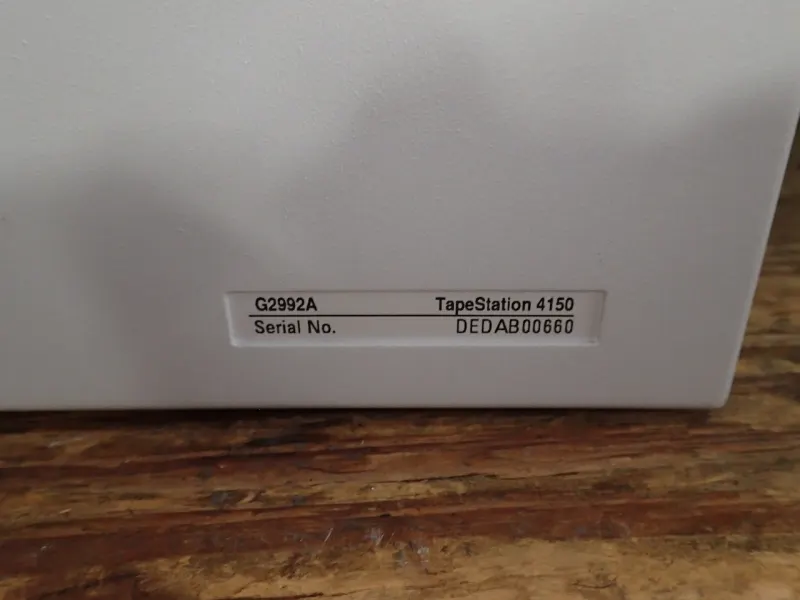 G2992A TapeStation 4150
Serial No. DEDAB00660